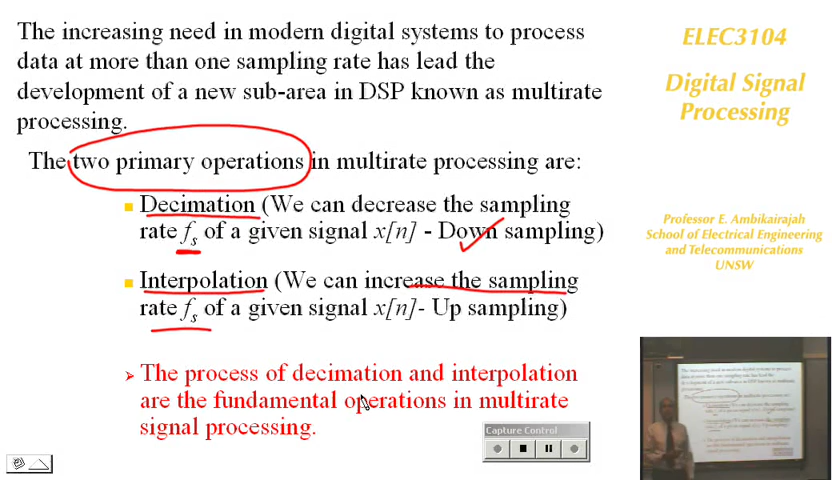 The increasing need in modern digital systems to process
data at more than one sampling rate has lead the
development of a new sub-area in DSP known as multirate
processing.
The two primary operations in multirate processing are:
Decimation (We can decrease the sampling
rate fs of a given signal x[n] - Down sampling)
Interpolation (We can increase the sampling
rate fs of a given signal x[n]- Up sampling)
The process of decimation and interpolation
are the fundamental operations in multirate
signal processing.
Capture Control
ELEC3104
Digital Signal
Processing
Professor E. Ambikairajah
School of Electrical Engineering
and Telecommunications
UNSW